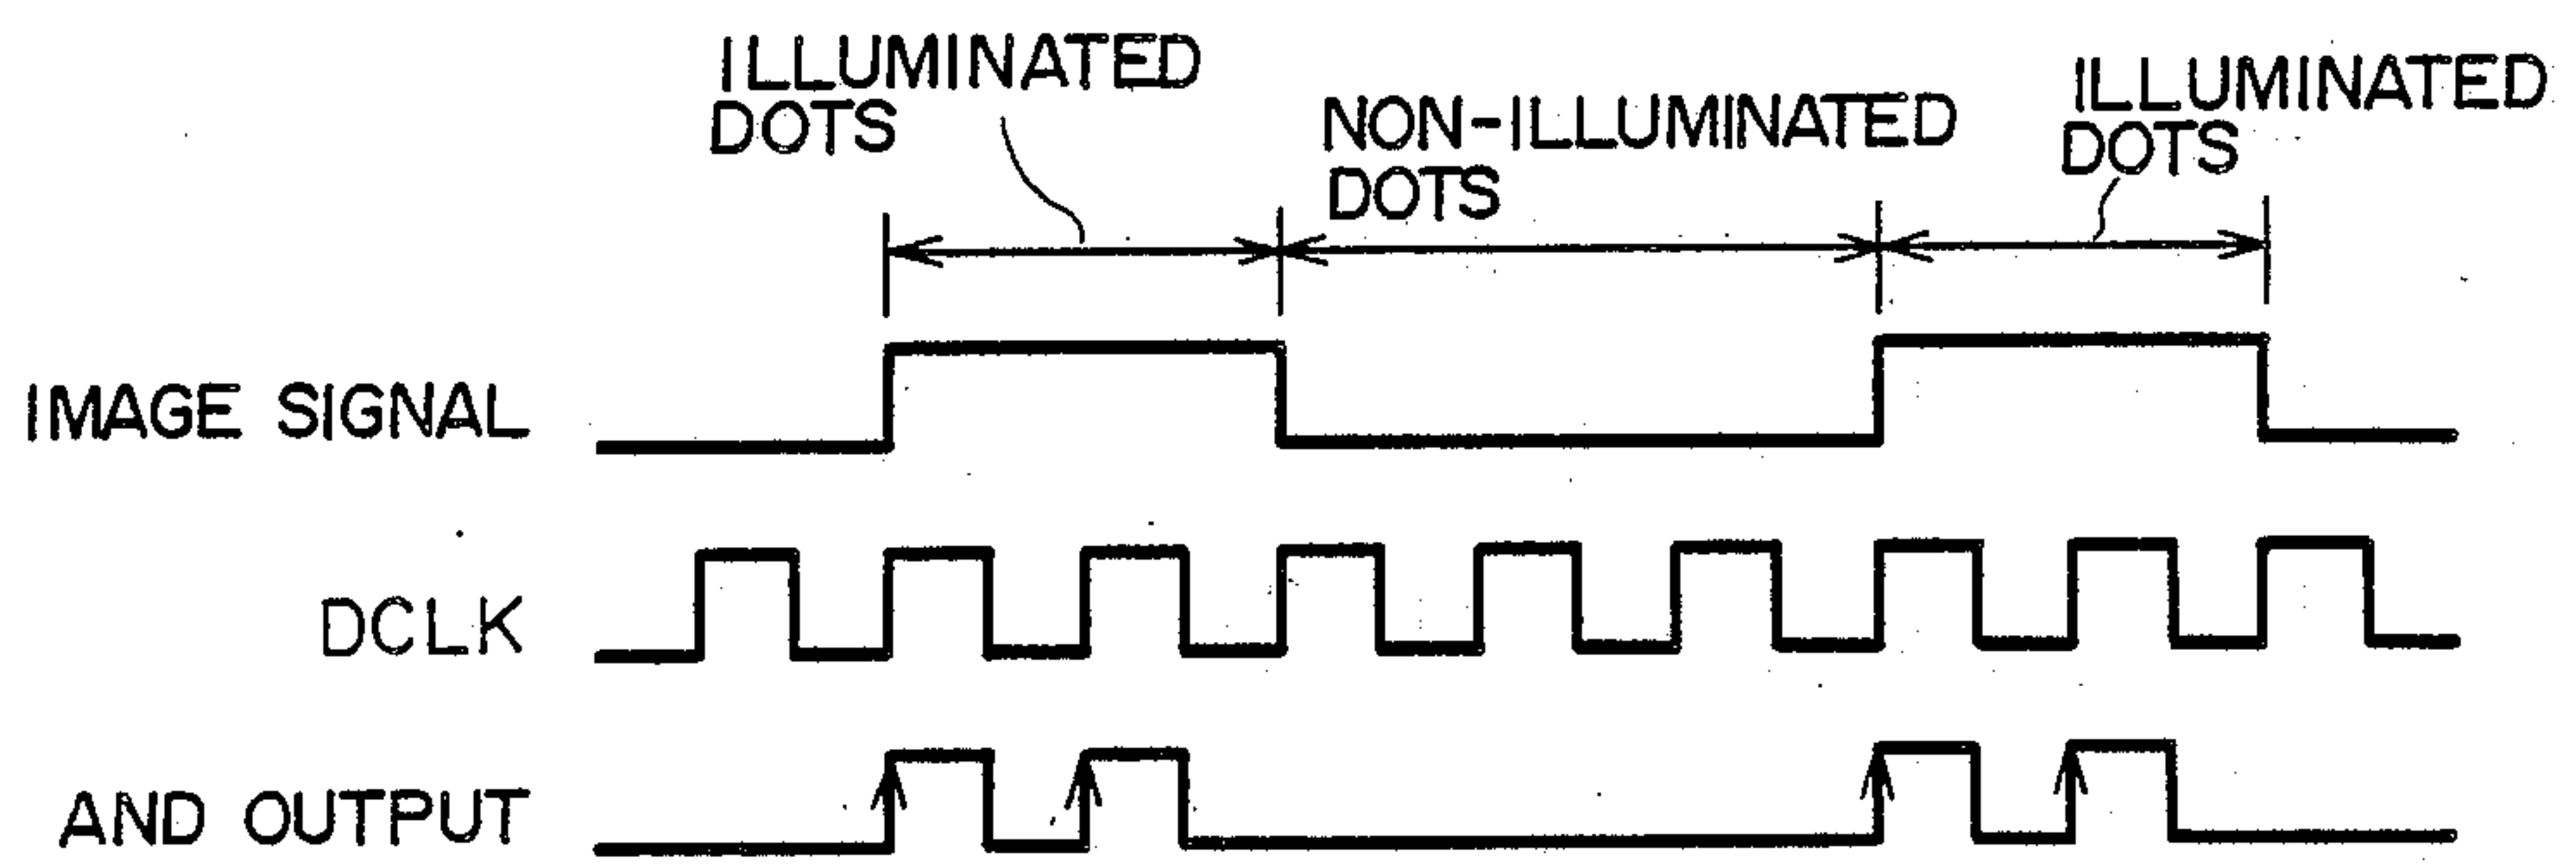 ILLUMINATED
DOTS
NON-ILLUMINATED
DOTS
ILLUMINATED
DOTS
IMAGE SIGNAL
DCLK
AND OUTPUT